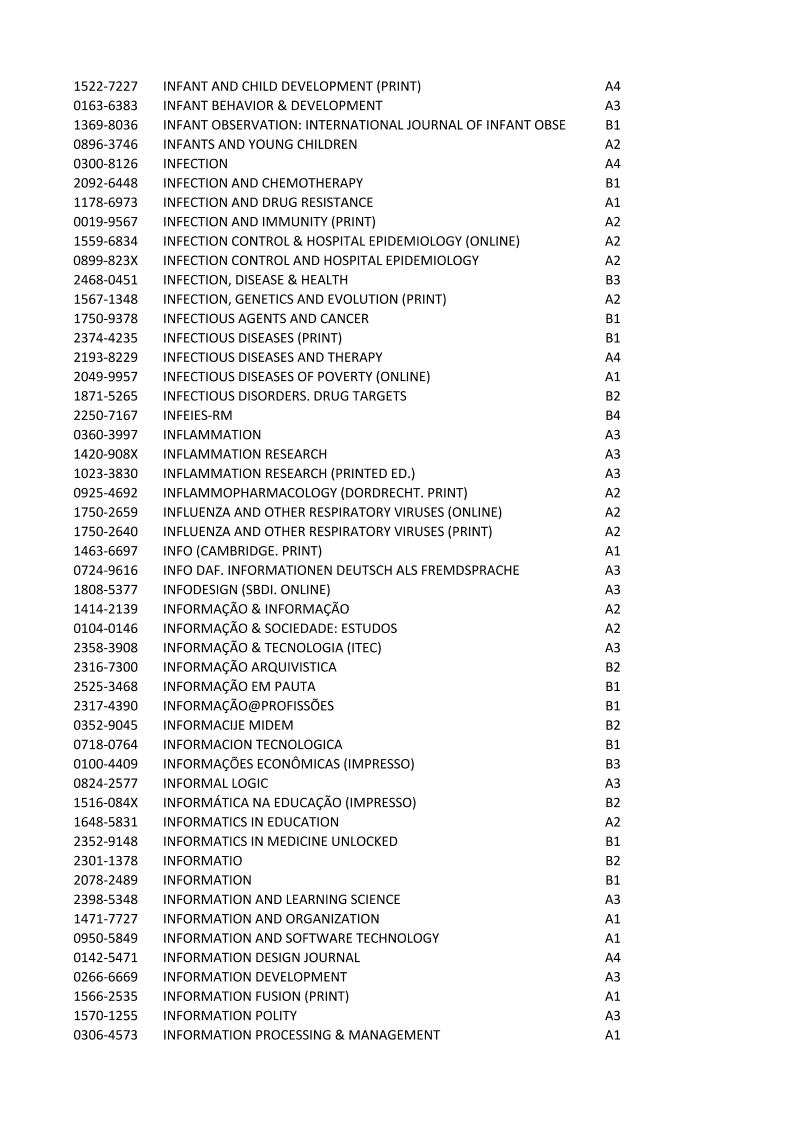 1522-7227 INFANT AND CHILD DEVELOPMENT (PRINT) A4
0163-6383 INFANT BEHAVIOR & DEVELOPMENT A3
1369-8036 INFANT OBSERVATION: INTERNATIONAL JOURNAL OF INFANT OBSE B1
0896-3746 INFANTS AND YOUNG CHILDREN A2
0300-8126 INFECTION A4
2092-6448 INFECTION AND CHEMOTHERAPY B1
1178-6973 INFECTION AND DRUG RESISTANCE A1
0019-9567 INFECTION AND IMMUNITY (PRINT) A2
1559-6834 INFECTION CONTROL & HOSPITAL EPIDEMIOLOGY (ONLINE) A2
0899-823X INFECTION CONTROL AND HOSPITAL EPIDEMIOLOGY A2
2468-0451 INFECTION, DISEASE & HEALTH B3
1567-1348 INFECTION, GENETICS AND EVOLUTION (PRINT) A2
1750-9378 INFECTIOUS AGENTS AND CANCER B1
2374-4235 INFECTIOUS DISEASES (PRINT) B1
2193-8229 INFECTIOUS DISEASES AND THERAPY A4
2049-9957 INFECTIOUS DISEASES OF POVERTY (ONLINE) A1
1871-5265 INFECTIOUS DISORDERS. DRUG TARGETS B2
2250-7167 INFEIES-RM B4
0360-3997 INFLAMMATION A3
1420-908X INFLAMMATION RESEARCH A3
1023-3830 INFLAMMATION RESEARCH (PRINTED ED.) A3
0925-4692 INFLAMMOPHARMACOLOGY (DORDRECHT. PRINT) A2
1750-2659 INFLUENZA AND OTHER RESPIRATORY VIRUSES (ONLINE) A2
1750-2640 INFLUENZA AND OTHER RESPIRATORY VIRUSES (PRINT) A2
1463-6697 INFO (CAMBRIDGE. PRINT) A1
0724-9616 INFO DAF. INFORMATIONEN DEUTSCH ALS FREMDSPRACHE A3
1808-5377 INFODESIGN (SBDI. ONLINE) A3
1414-2139 INFORMAÇÃO & INFORMAÇÃO A2
0104-0146 INFORMAÇÃO & SOCIEDADE: ESTUDOS A2
2358-3908 INFORMAÇÃO & TECNOLOGIA (ITEC) A3
2316-7300 INFORMAÇÃO ARQUIVISTICA B2
2525-3468 INFORMAÇÃO EM PAUTA B1
2317-4390 INFORMAÇÃO@PROFISSÕES B1
0352-9045 INFORMACIJE MIDEM B2
0718-0764 INFORMACION TECNOLOGICA B1
0100-4409 INFORMAÇÕES ECONÔMICAS (IMPRESSO) B3
0824-2577 INFORMAL LOGIC A3
1516-084X INFORMÁTICA NA EDUCAÇÃO (IMPRESSO) B2
1648-5831 INFORMATICS IN EDUCATION A2
2352-9148 INFORMATICS IN MEDICINE UNLOCKED B1
2301-1378 INFORMATIO B2
2078-2489 INFORMATION B1
2398-5348 INFORMATION AND LEARNING SCIENCE A3
1471-7727 INFORMATION AND ORGANIZATION A1
0950-5849 INFORMATION AND SOFTWARE TECHNOLOGY A1
0142-5471 INFORMATION DESIGN JOURNAL A4
0266-6669 INFORMATION DEVELOPMENT A3
1566-2535 INFORMATION FUSION (PRINT) A1
1570-1255 INFORMATION POLITY A3
0306-4573 INFORMATION PROCESSING & MANAGEMENT A1